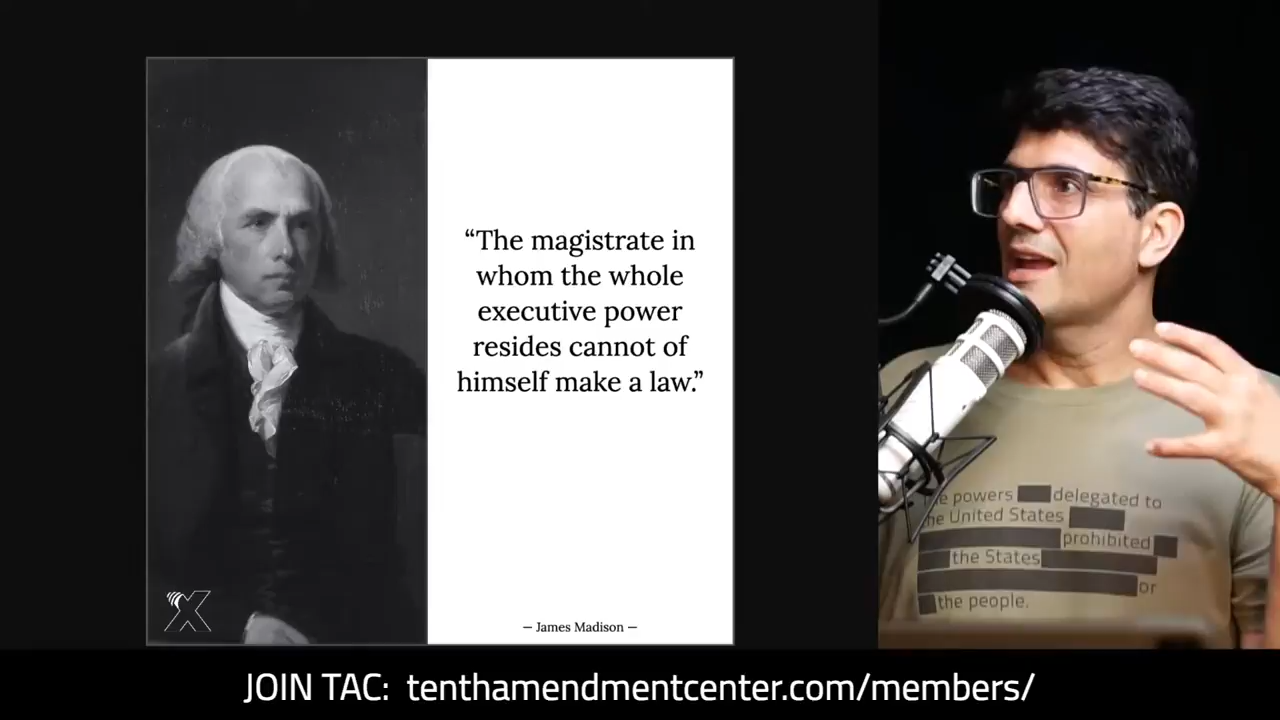 “The magistrate in
whom the whole
executive power
resides cannot of
himself make a law.”
— James Madison —
X
powers delegated to
the United States
prohibited
the States
or
the people.
JOIN TAC: tenthamendmentcenter.com/members/